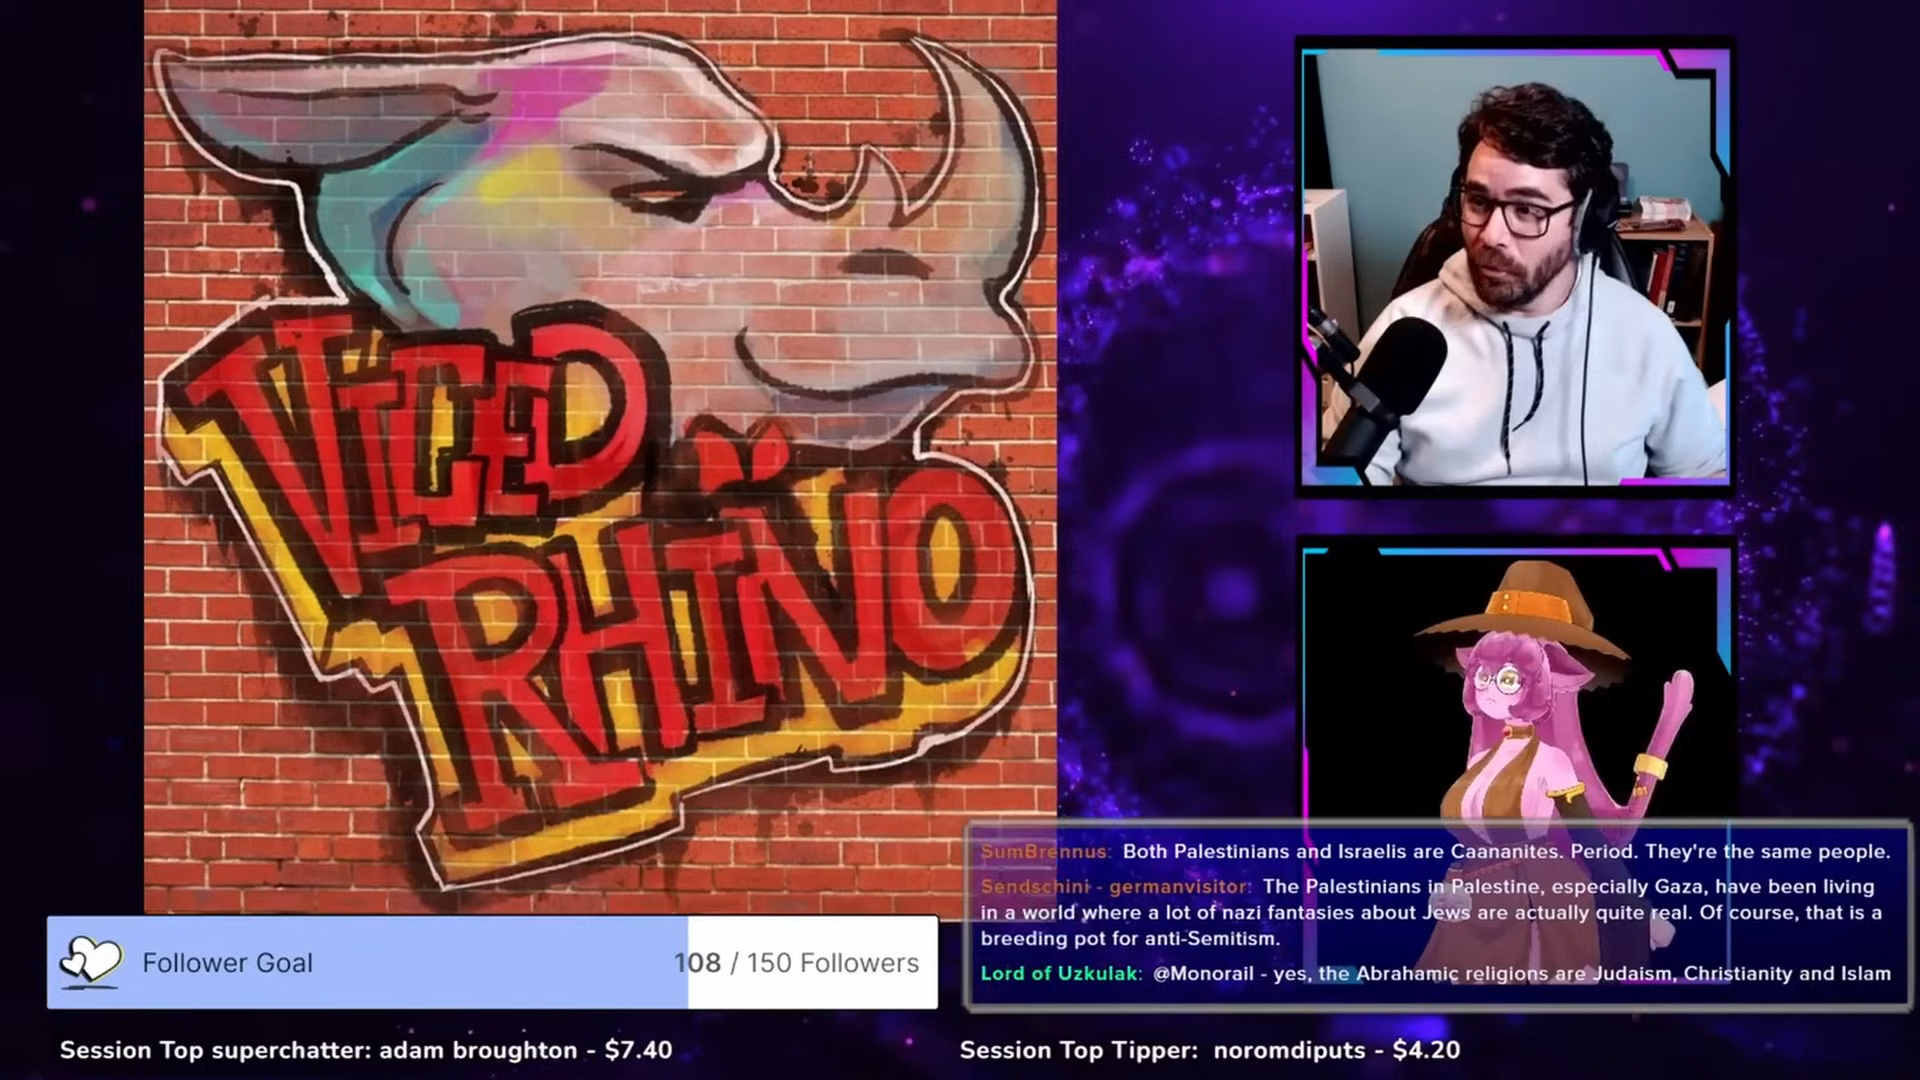 VICED
RHINO
SumBrennus: Both Palestinians and Israelis are Caananites. Period. They're the same people.
Sendschini - germanvisitor: The Palestinians in Palestine, especially Gaza, have been living
in a world where a lot of nazi fantasies about Jews are actually quite real. Of course, that is a
breeding pot for anti-Semitism.
Lord of Uzkulak: @Monorail - yes, the Abrahamic religions are Judaism, Christianity and Islam
Follower Goal 108 / 150 Followers
Session Top superchatter: adam broughton - $7.40
Session Top Tipper: noromdiputs - $4.20